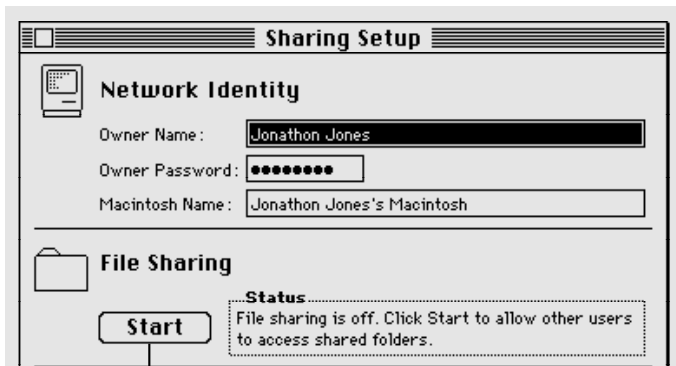 Sharing Setup
Network Identity
Owner Name:
Jonathon Jones
Owner Password:
●●●●●●●●
Macintosh Name:
Jonathon Jones's Macintosh
File Sharing
Start
Status
File sharing is off. Click Start to allow other users
to access shared folders.